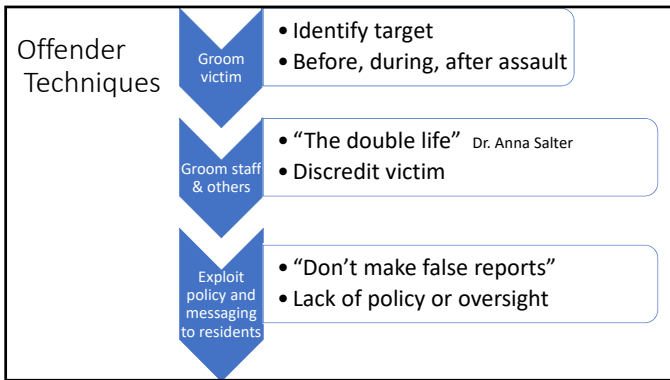 Offender
Techniques
Groom
victim
• Identify target
• Before, during, after assault
Groom staff
& others
• “The double life” Dr. Anna Salter
• Discredit victim
Exploit
policy and
messaging
to residents
• “Don’t make false reports”
• Lack of policy or oversight